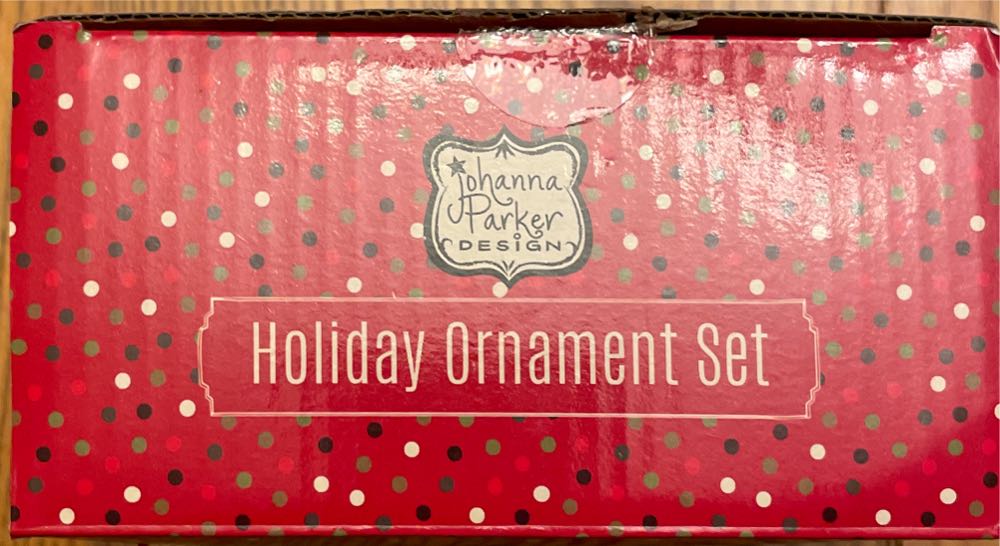 Johanna
Parker
DESIGN
Holiday Ornament Set